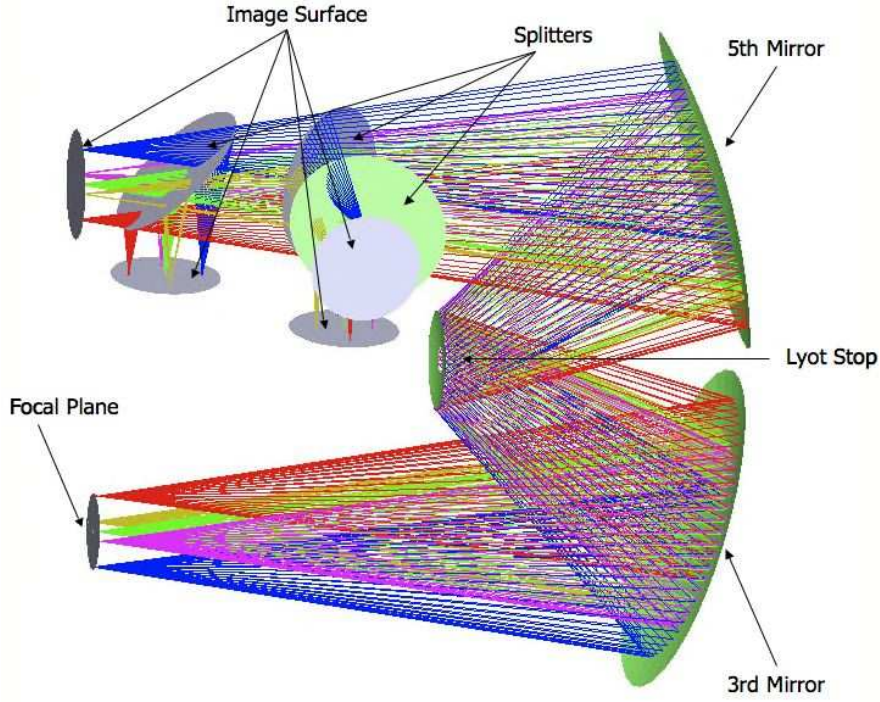 Image Surface
Splitters
5th Mirror
Lyot Stop
Focal Plane
3rd Mirror